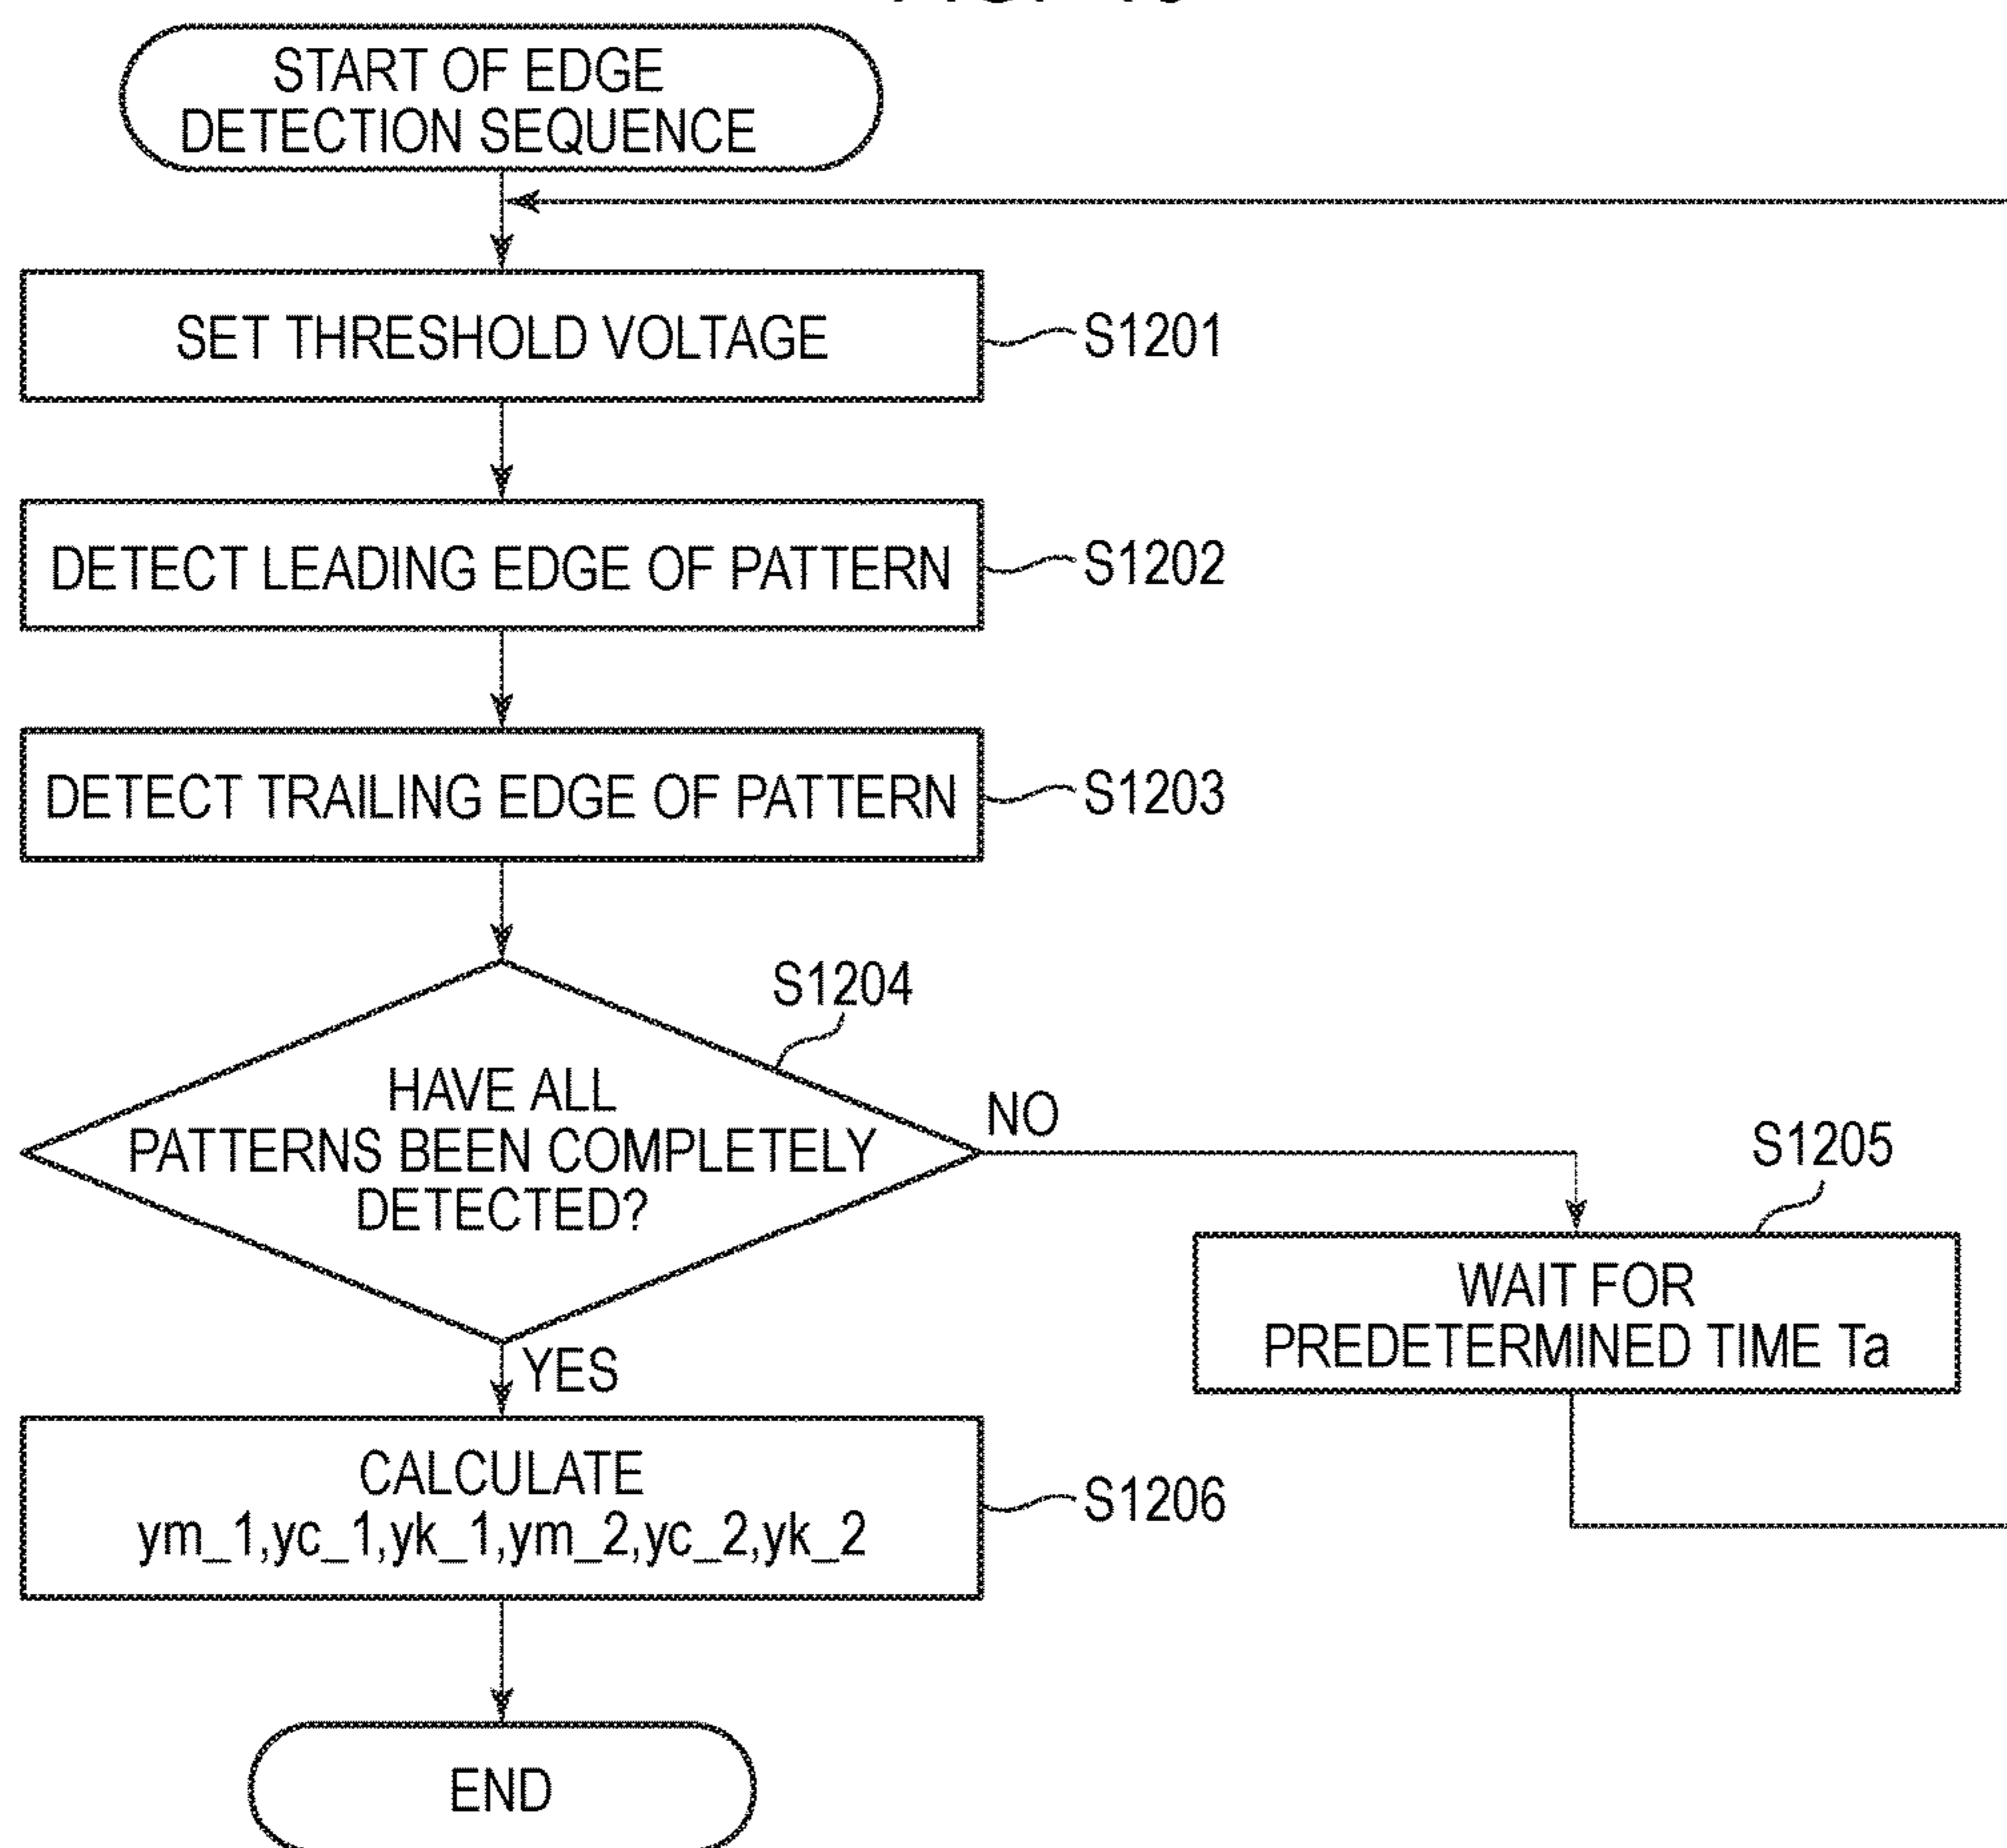 START OF EDGE
DETECTION SEQUENCE
SET THRESHOLD VOLTAGE
S1201
DETECT LEADING EDGE OF PATTERN
S1202
DETECT TRAILING EDGE OF PATTERN
S1203
S1204
HAVE ALL
PATTERNS BEEN COMPLETELY
DETECTED?
NO
S1205
WAIT FOR
PREDETERMINED TIME Ta
YES
CALCULATE
ym_1,yc_1,yk_1,ym_2,yc_2,yk_2
S1206
END